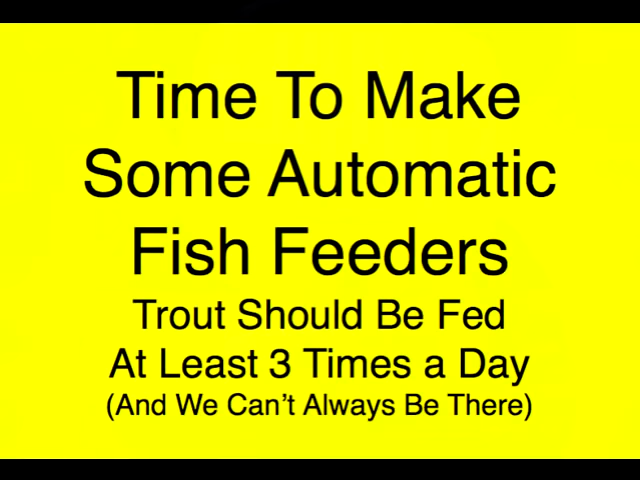 Time To Make
Some Automatic
Fish Feeders
Trout Should Be Fed
At Least 3 Times a Day
(And We Can’t Always Be There)